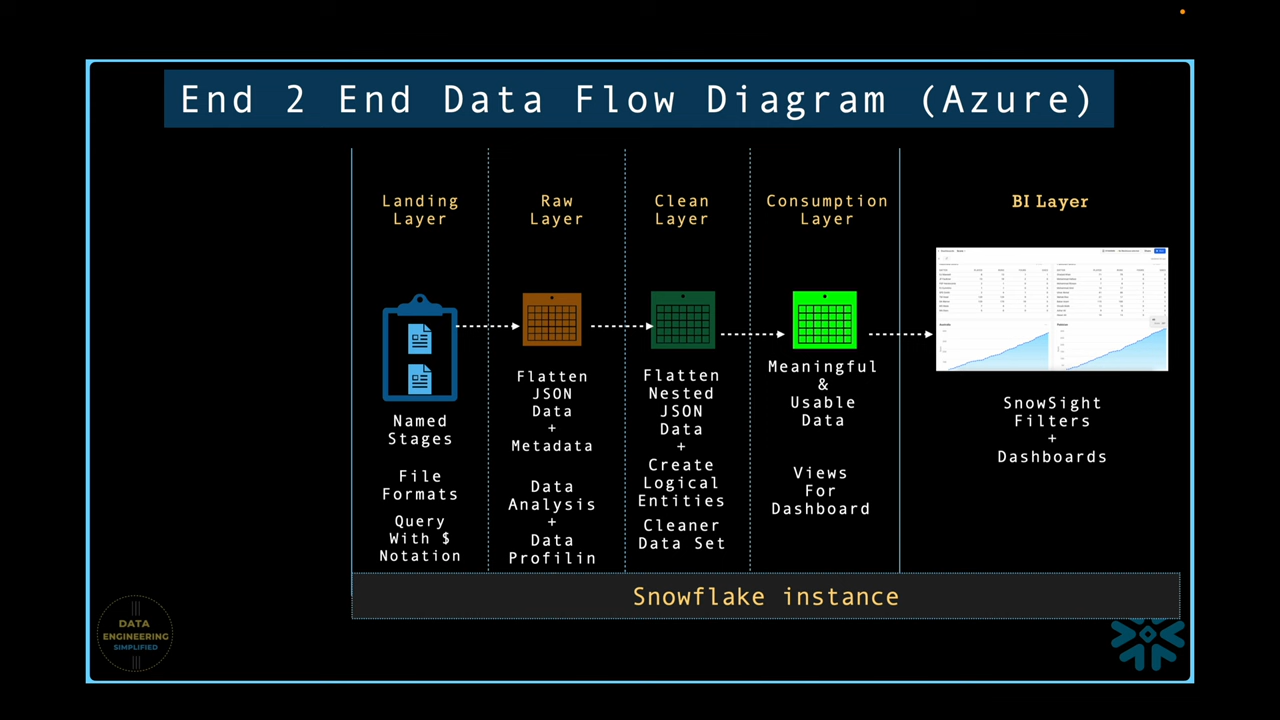 End 2 End Data Flow Diagram (Azure)
Landing
Layer
Raw
Layer
Clean
Layer
Consumption
Layer
BI Layer
Named
Stages
File
Formats
Query
With $
Notation
Flatten
JSON
Data
+
Metadata
Data
Analysis
+
Data
Profilin
Flatten
Nested
JSON
Data
+
Create
Logical
Entities
Cleaner
Data Set
Meaningful
&
Usable
Data
Views
For
Dashboard
SnowSight
Filters
+
Dashboards
Snowflake instance
DATA
ENGINEERING
SIMPLIFIED